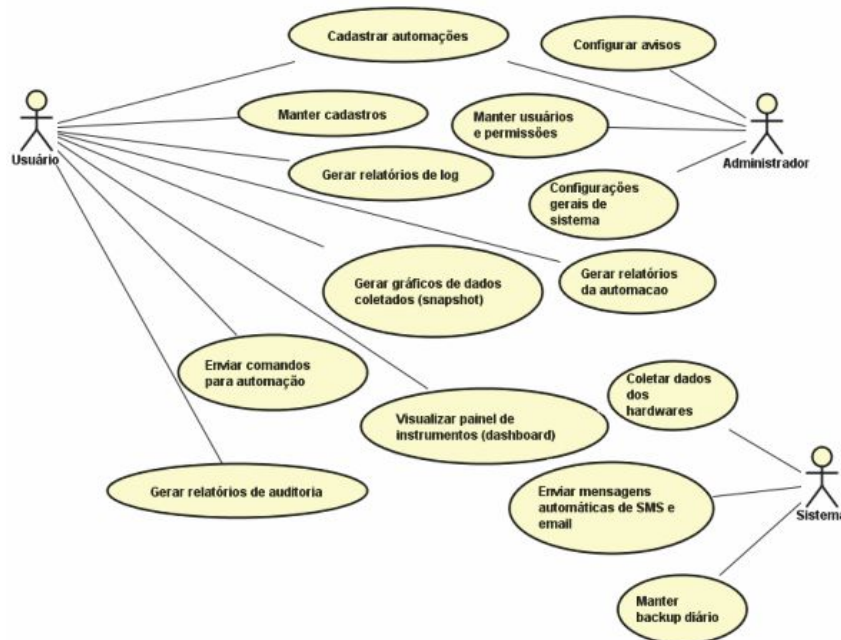 Cadastrar automações
Configurar avisos
Manter cadastros
Manter usuários
e permissões
Usuário
Administrador
Gerar relatórios de log
Configurações
gerais de
sistema
Gerar gráficos de dados
coletados (snapshot)
Gerar relatórios
da automacao
Enviar comandos
para automação
Coletar dados
dos
hardwares
Visualizar painel de
instrumentos (dashboard)
Gerar relatórios de auditoria
Enviar mensagens
automáticas de SMS e
email
Sistema
Manter
backup diário